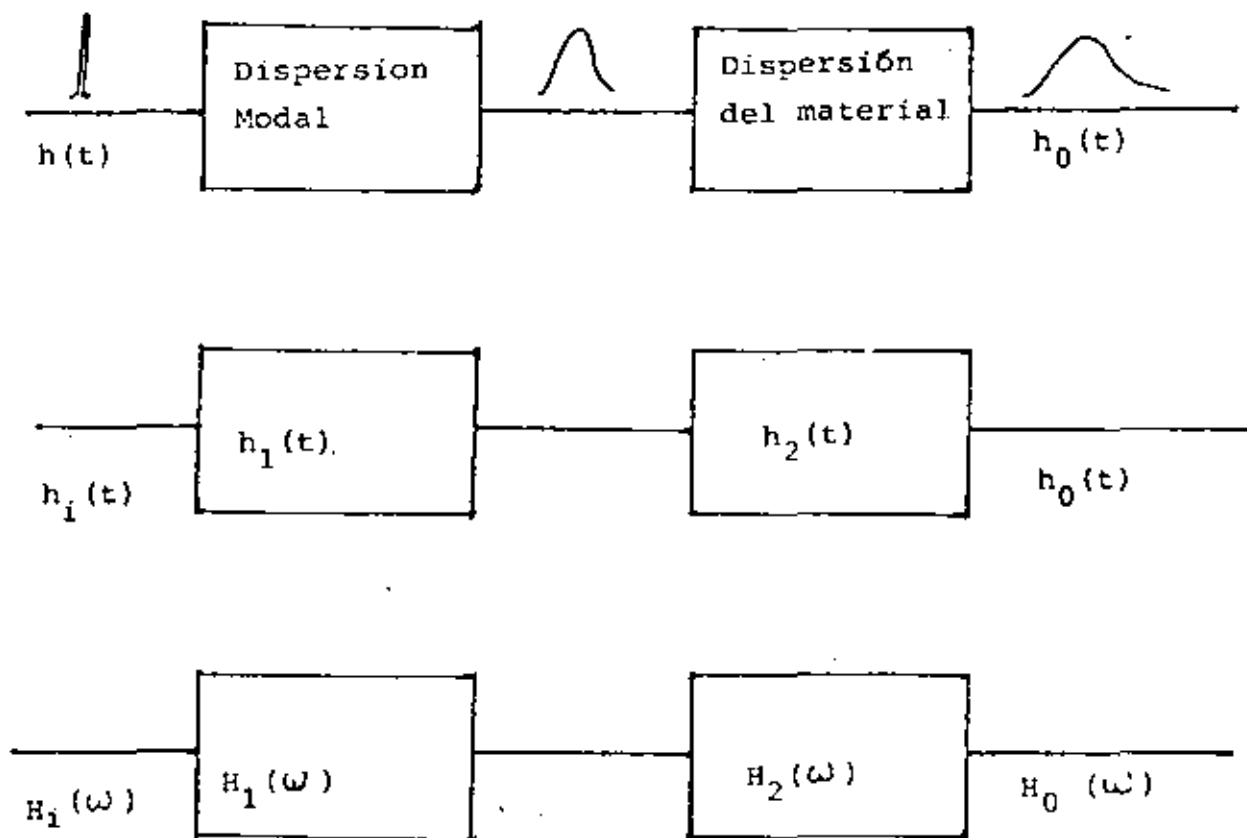 Dispersion
Modal
Dispersión
del material
h(t)
h₀(t)
h₁(t).
h₂(t)
hᵢ(t)
h₀(t)
H₁(ω)
H₂(ω)
Hᵢ(ω)
H₀ (ω)